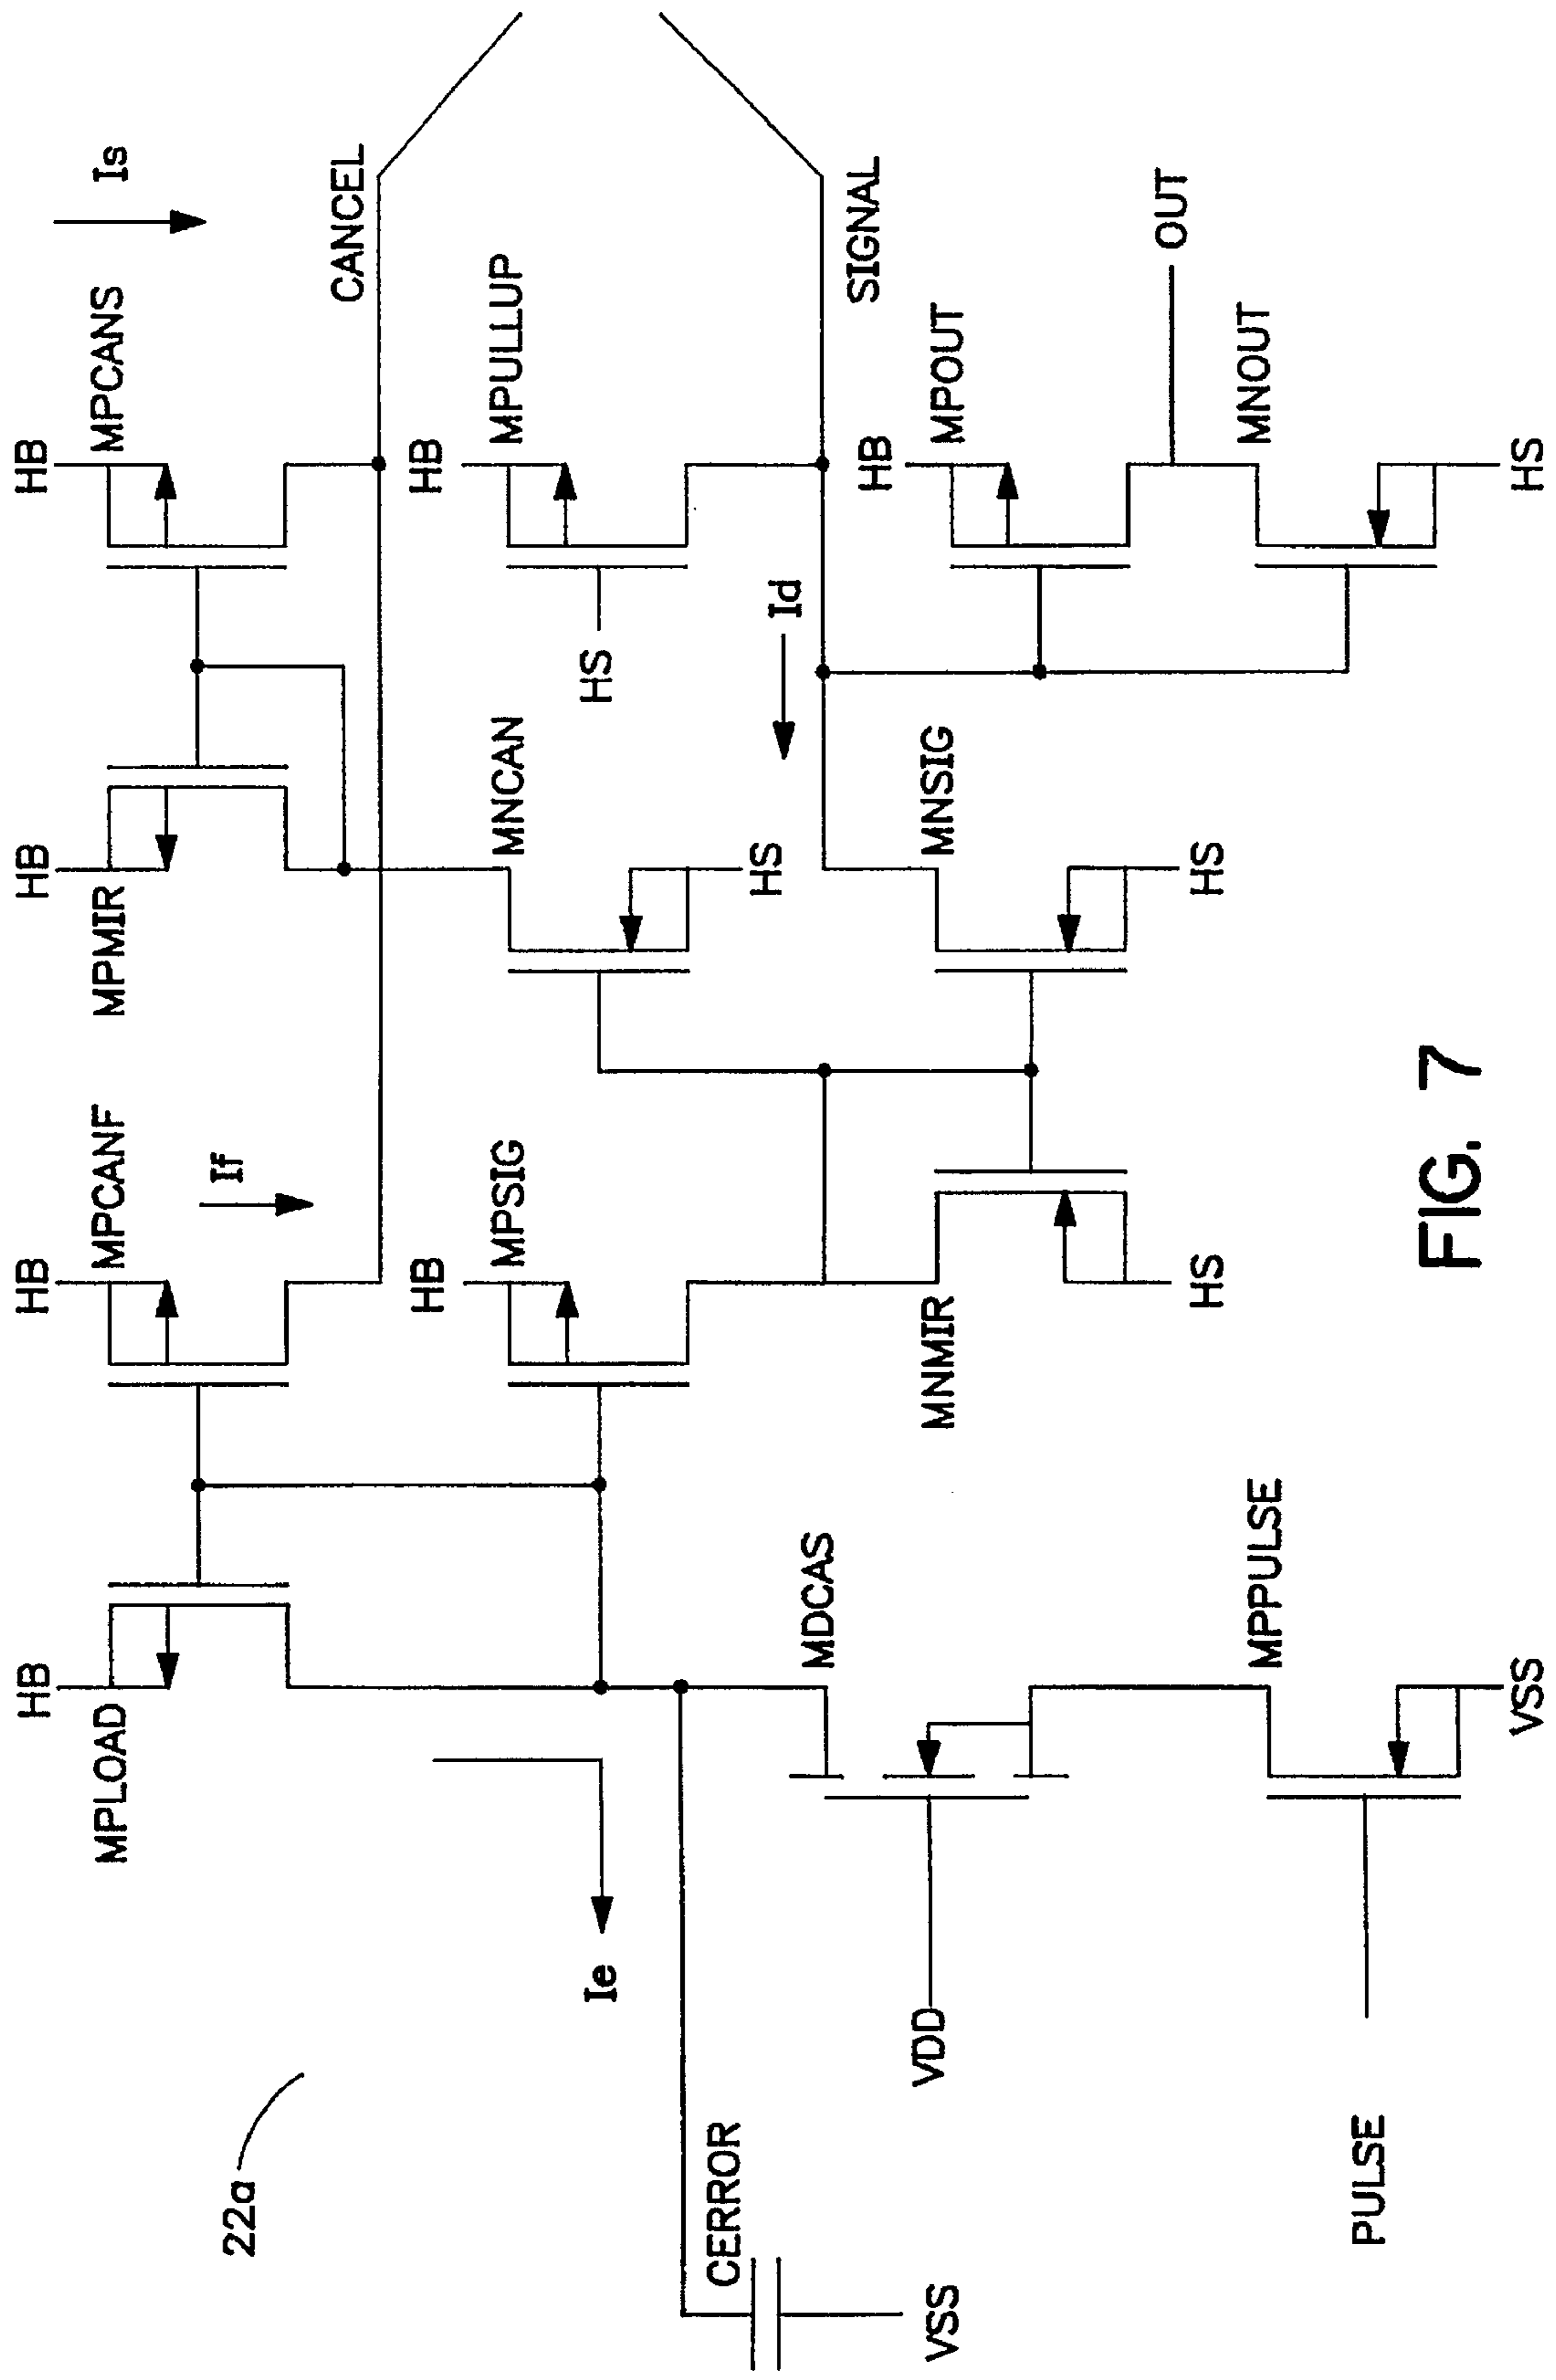 22a
HB
MPLOAD
HB
MPCANF
If
HB
MPMIR
HB
MPCANS
Is
CANCEL
Ie
HB
MPSIG
MNCAN
HS
HB
MPULLUP
HS
Id
SIGNAL
CERROR
VSS
VDD
MDCAS
MNMIR
HS
MNSIG
HS
HB
MPOUT
OUT
MNOUT
HS
PULSE
MPPULSE
VSS
FIG. 7